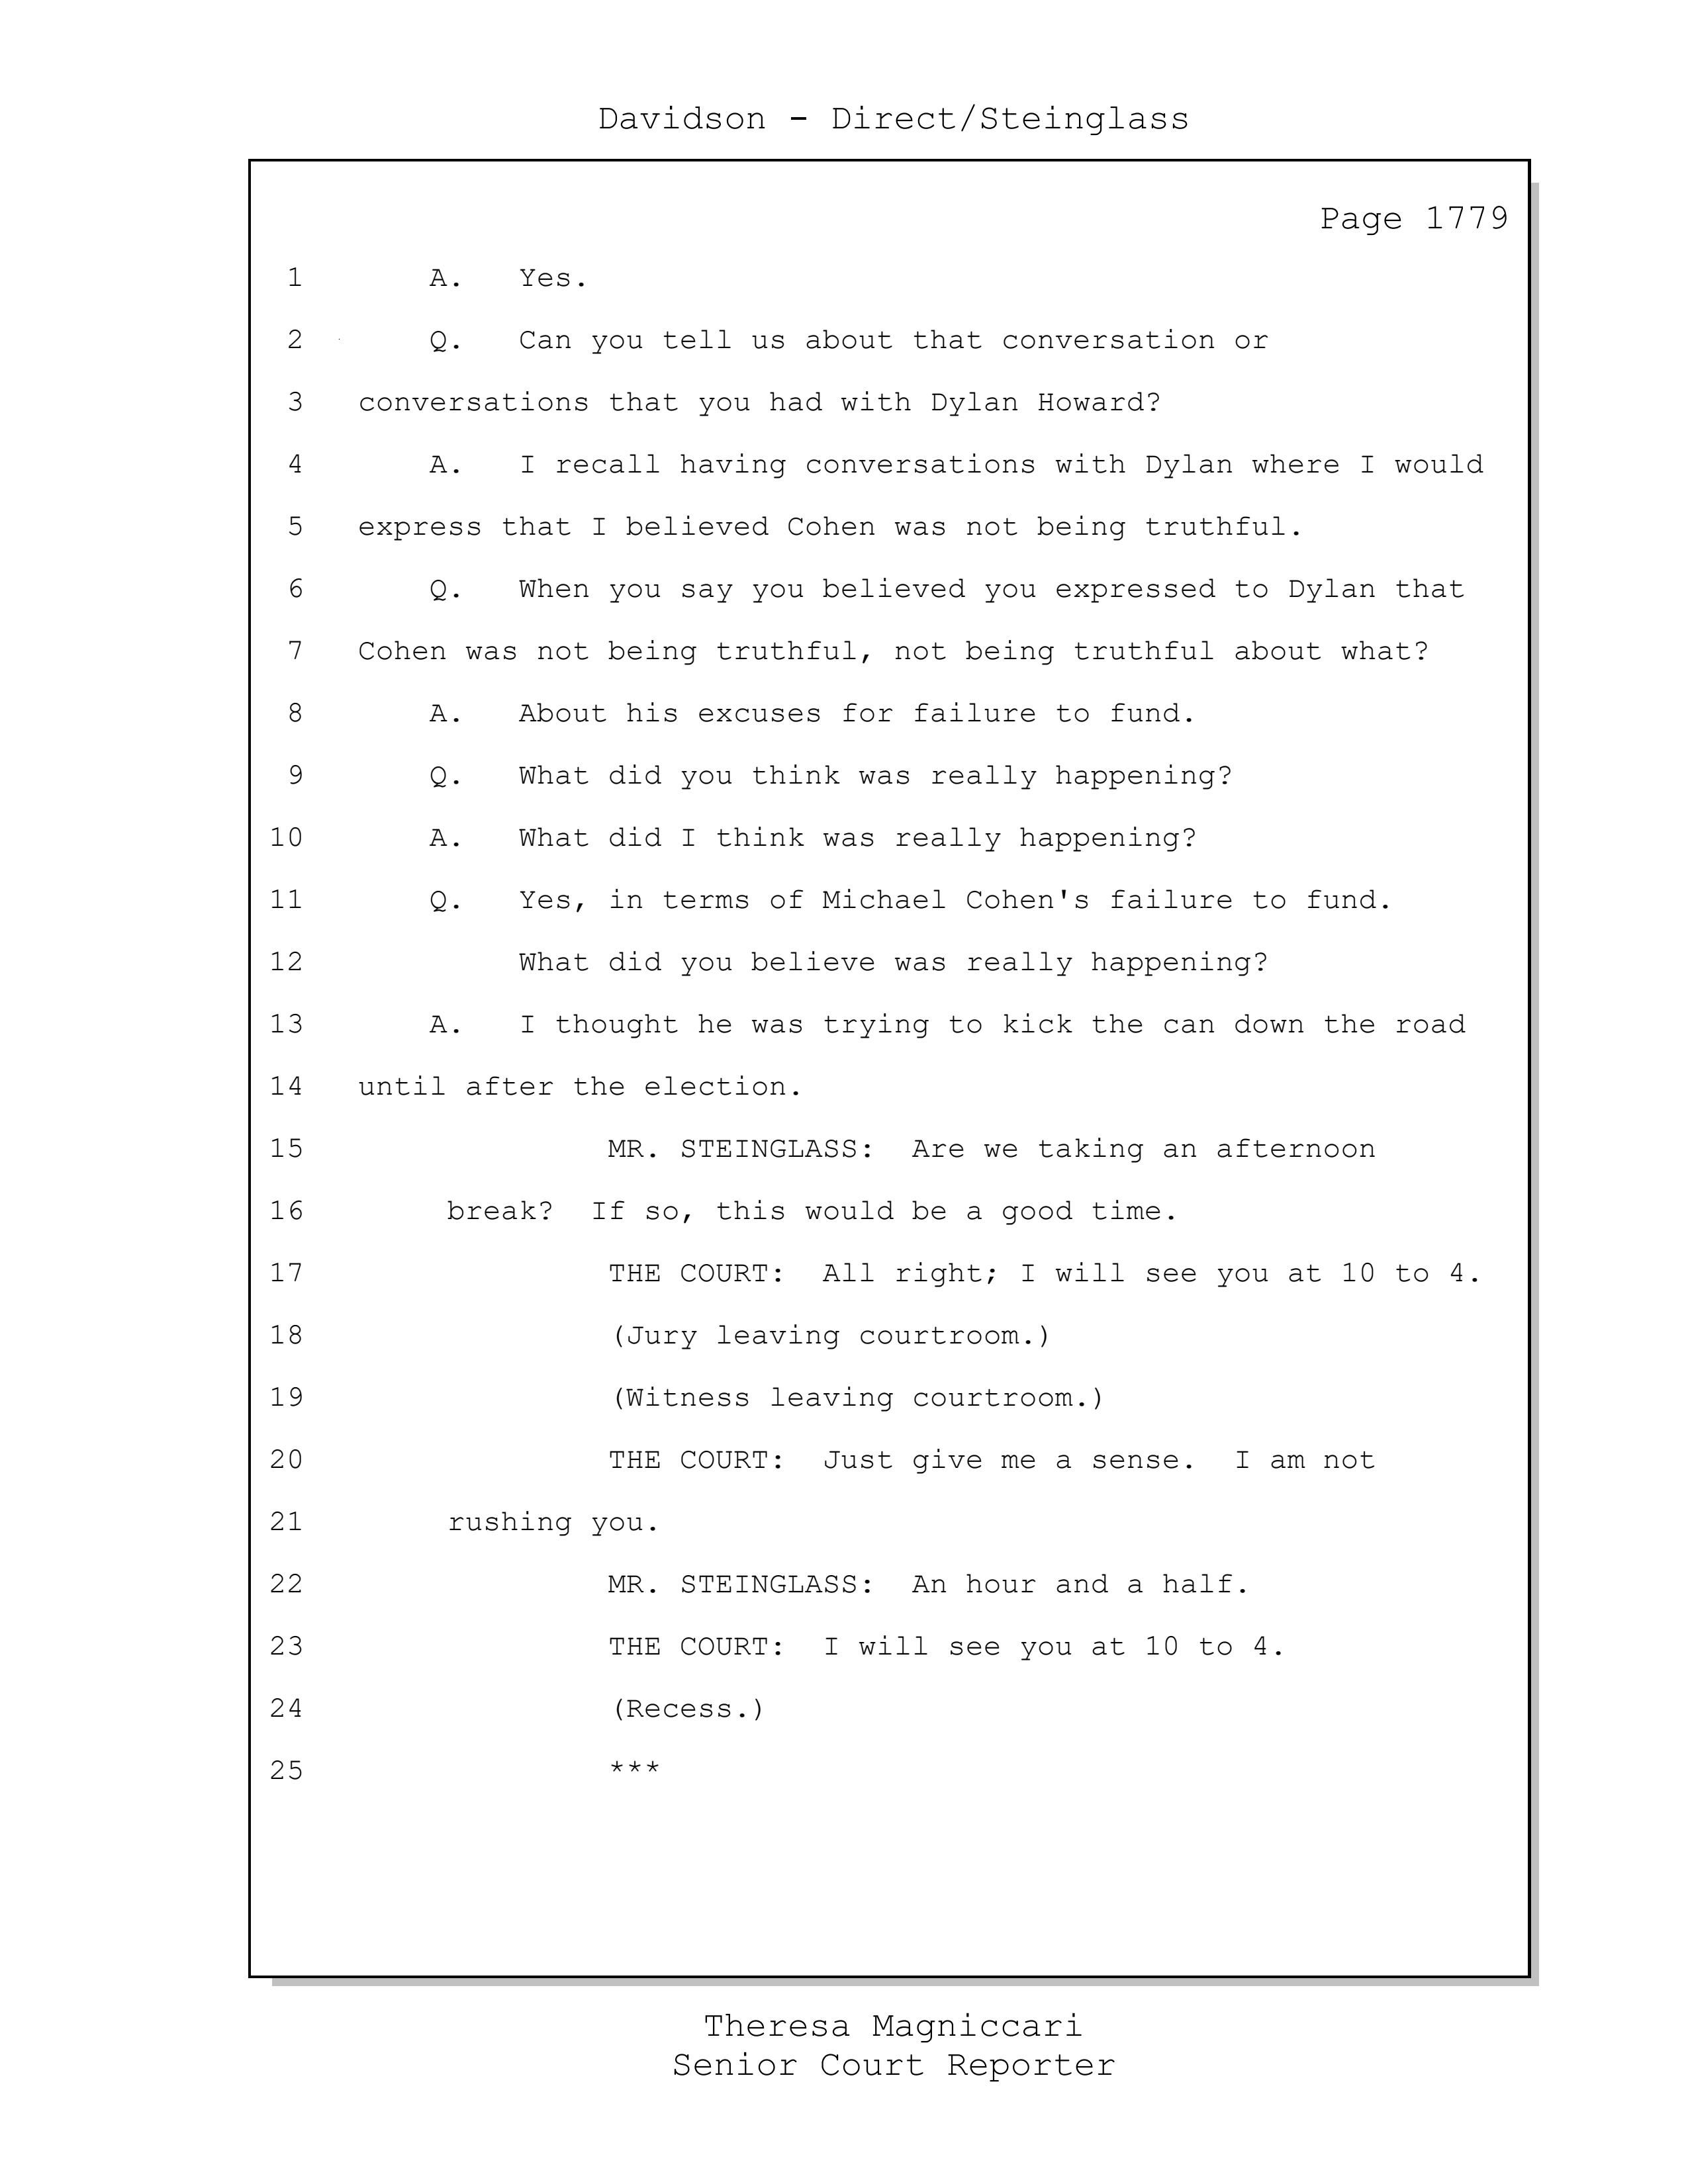 Davidson - Direct/Steinglass
Page 1779
1 A. Yes.
2 Q. Can you tell us about that conversation or
3 conversations that you had with Dylan Howard?
4 A. I recall having conversations with Dylan where I would
5 express that I believed Cohen was not being truthful.
6 Q. When you say you believed you expressed to Dylan that
7 Cohen was not being truthful, not being truthful about what?
8 A. About his excuses for failure to fund.
9 Q. What did you think was really happening?
10 A. What did I think was really happening?
11 Q. Yes, in terms of Michael Cohen's failure to fund.
12 What did you believe was really happening?
13 A. I thought he was trying to kick the can down the road
14 until after the election.
15 MR. STEINGLASS: Are we taking an afternoon
16 break? If so, this would be a good time.
17 THE COURT: All right; I will see you at 10 to 4.
18 (Jury leaving courtroom.)
19 (Witness leaving courtroom.)
20 THE COURT: Just give me a sense. I am not
21 rushing you.
22 MR. STEINGLASS: An hour and a half.
23 THE COURT: I will see you at 10 to 4.
24 (Recess.)
25 ***
Theresa Magniccari
Senior Court Reporter